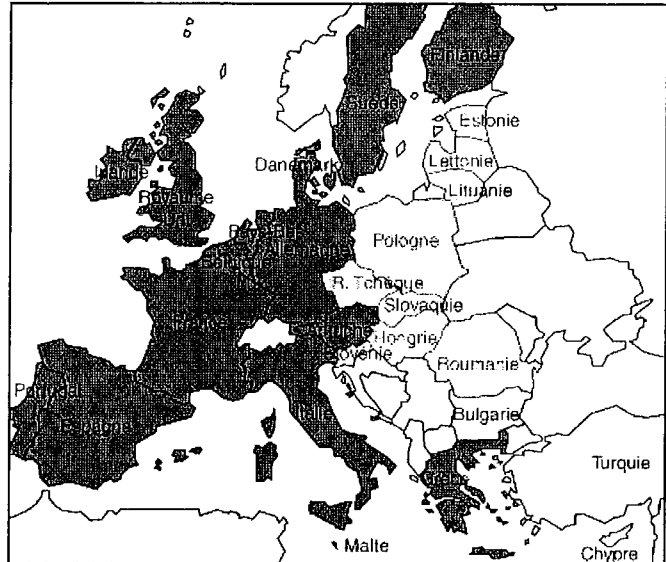 Finlande
Suède
Estonie
Lettonie
Danemark
Irlande
Lituanie
Royaume
Uni
Pays-Bas
Allemagne
Pologne
Belgique
R. Tchèque
Slovaquie
France
Autriche
Hongrie
Slovénie
Roumanie
Portugal
Espagne
Italie
Bulgarie
Turquie
Grèce
Malte
Chypre